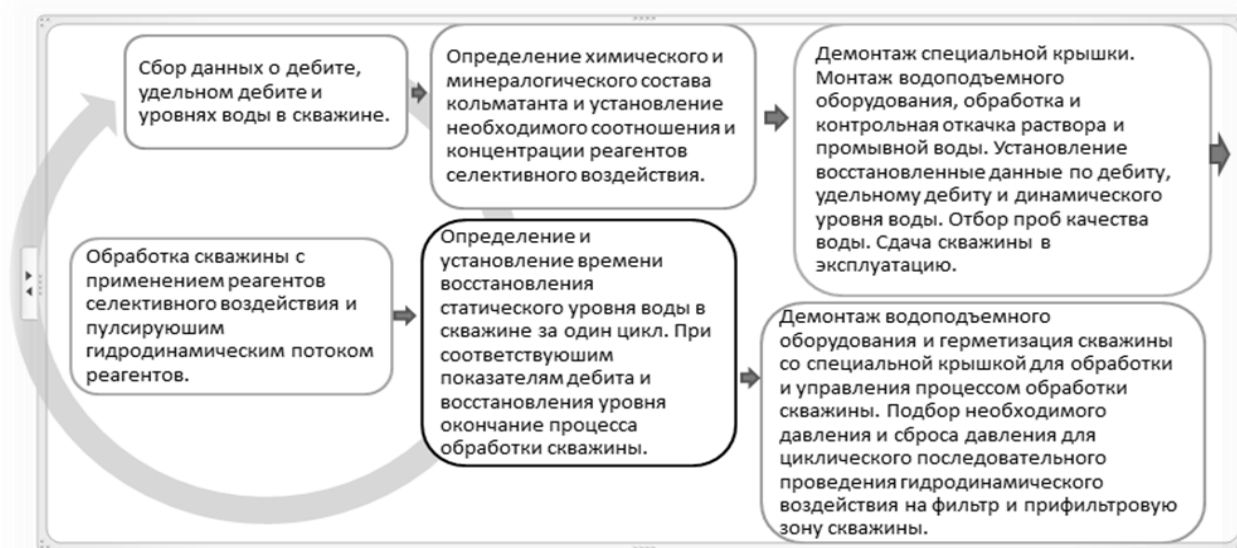 Сбор данных о дебите,
удельном дебите и
уровнях воды в скважине.
Определение химического и
минералогического состава
кольматанта и установление
необходимого соотношения и
концентрации реагентов
селективного воздействия.
Демонтаж специальной крышки.
Монтаж водоподъемного
оборудования, обработка и
контрольная откачка раствора и
промывной воды. Установление
восстановленные данные по дебиту,
удельному дебиту и динамического
уровня воды. Отбор проб качества
воды. Сдача скважины в
эксплуатацию.
Обработка скважины с
применением реагентов
селективного воздействия и
пулсируюшим
гидродинамическим потоком
реагентов.
Определение и
установление времени
восстановления
статического уровня воды в
скважине за один цикл. При
соответствуюшим
показателям дебита и
восстановления уровня
окончание процесса
обработки скважины.
Демонтаж водоподъемного
оборудования и герметизация скважины
со специальной крышкой для обработки
и управления процессом обработки
скважины. Подбор необходимого
давления и сброса давления для
циклического последовательного
проведения гидродинамического
воздействия на фильтр и прифильтровую
зону скважины.